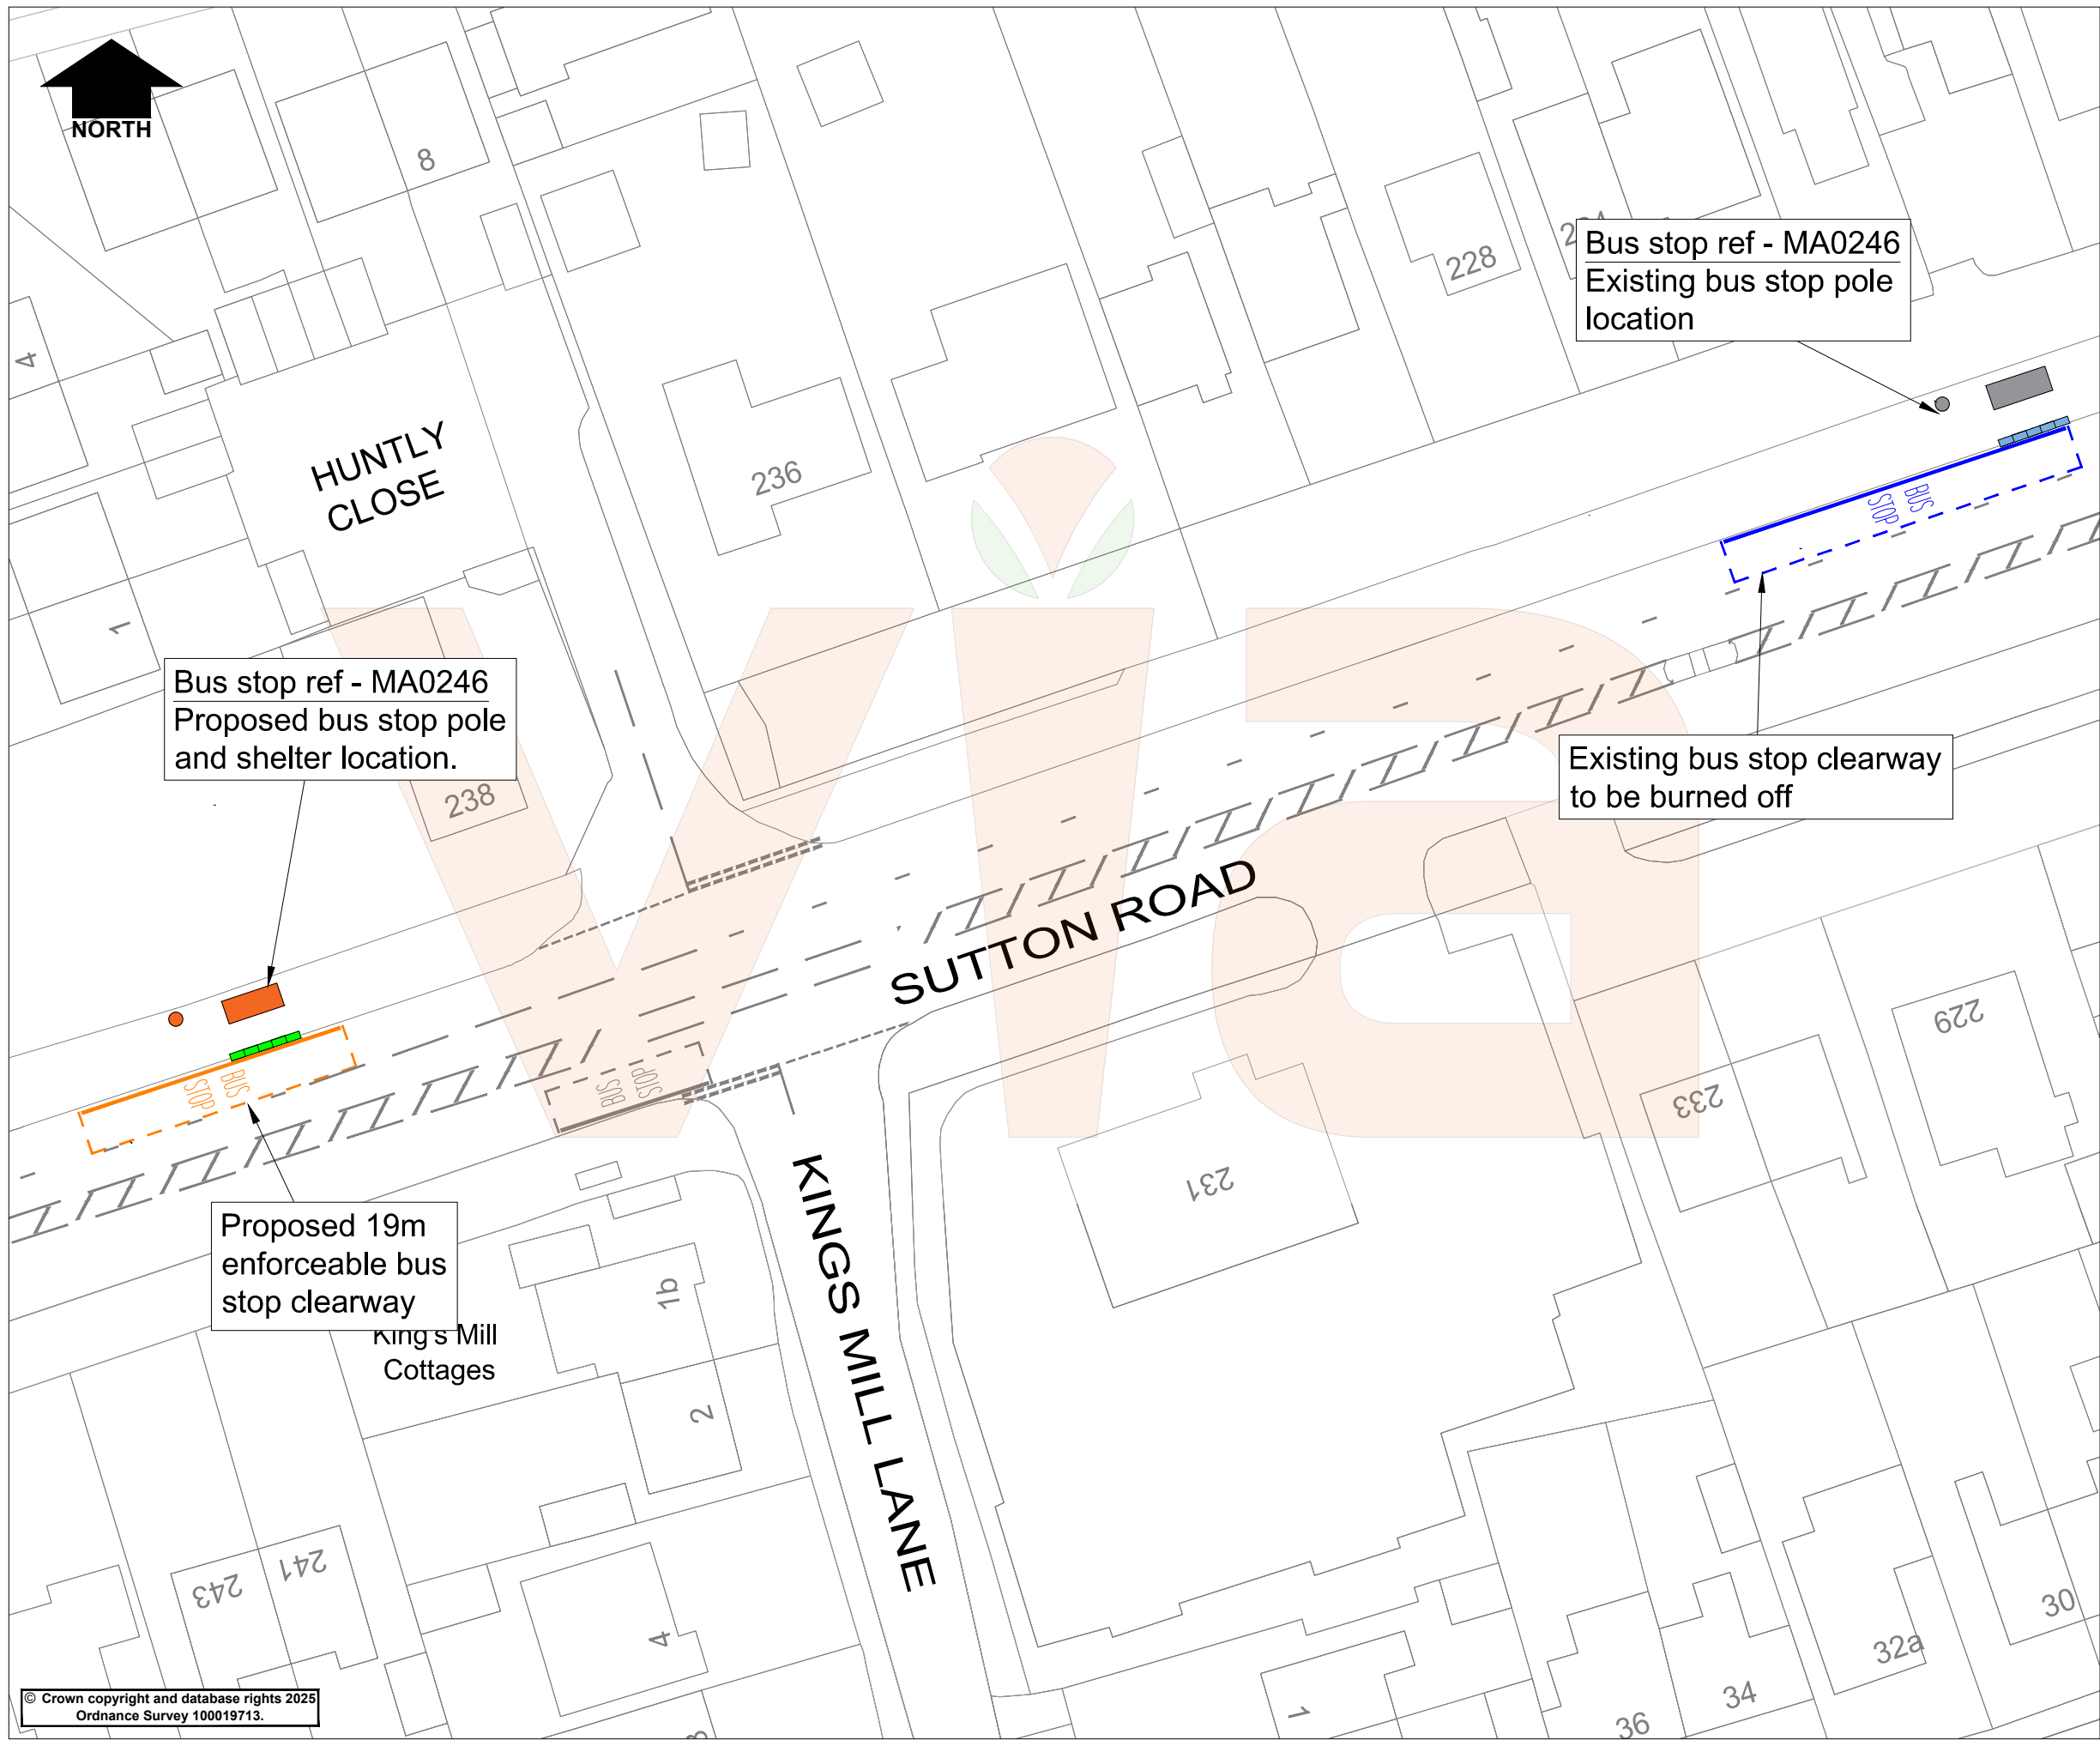 NORTH
8
4
HUNTLY
CLOSE
1
236
228
Bus stop ref - MA0246
Existing bus stop pole
location
BUS
STOP
Bus stop ref - MA0246
Proposed bus stop pole
and shelter location.
238
Existing bus stop clearway
to be burned off
SUTTON ROAD
BUS
STOP
BUS
STOP
Proposed 19m
enforceable bus
stop clearway
King's Mill
Cottages
1b
2
KINGS MILL LANE
231
233
229
243
241
4
1
36
34
32a
30
via
© Crown copyright and database rights 2025
Ordnance Survey 100019713.